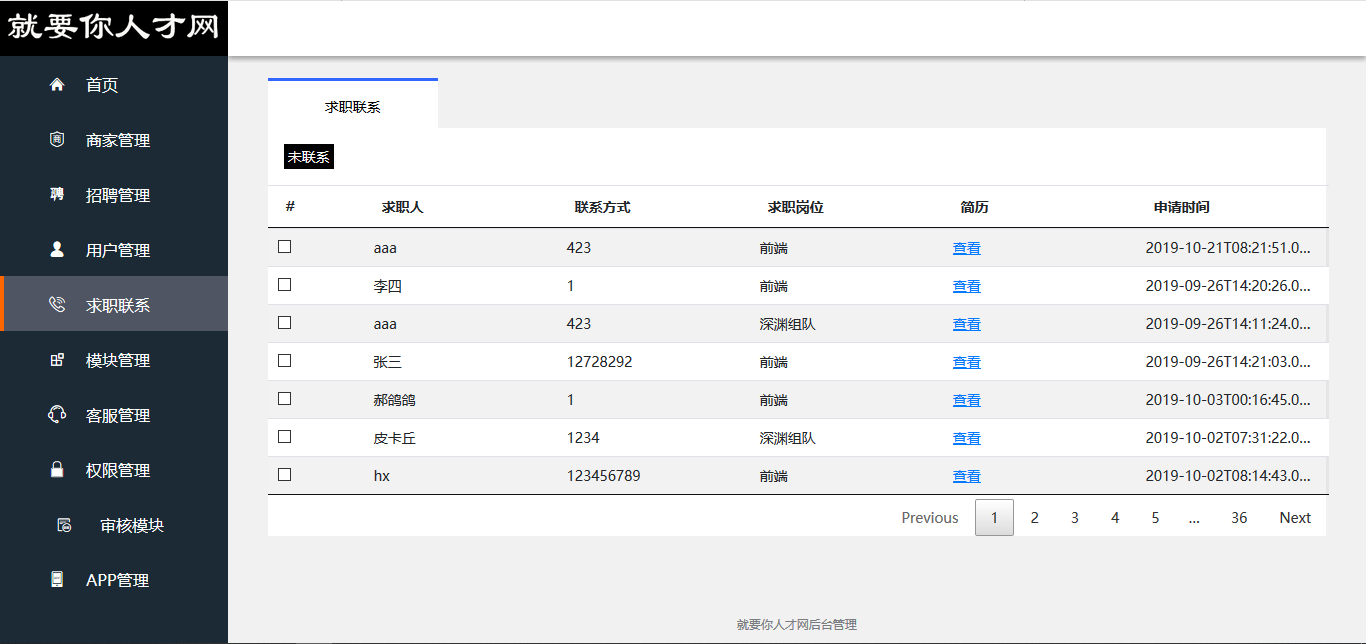 就要你人才网
首页
商家管理
招聘管理
用户管理
求职联系
模块管理
客服管理
权限管理
审核模块
APP管理
求职联系
未联系
# 求职人 联系方式 求职岗位 简历 申请时间
aaa 423 前端 查看 2019-10-21T08:21:51.0...
李四 1 前端 查看 2019-09-26T14:20:26.0...
aaa 423 深渊组队 查看 2019-09-26T14:11:24.0...
张三 12728292 前端 查看 2019-09-26T14:21:03.0...
郝鸽鸽 1 前端 查看 2019-10-03T00:16:45.0...
皮卡丘 1234 深渊组队 查看 2019-10-02T07:31:22.0...
hx 123456789 前端 查看 2019-10-02T08:14:43.0...
Previous 1 2 3 4 5 ... 36 Next
就要你人才网后台管理